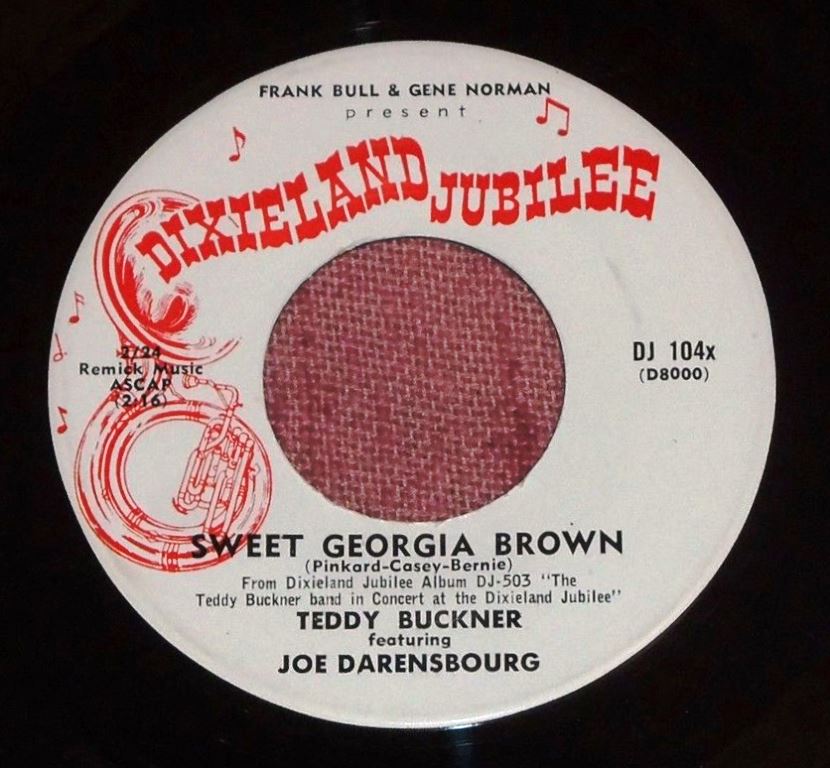 FRANK BULL & GENE NORMAN
present
DIXIELAND JUBILEE
2/24
Remick Music
ASCAP
(2:16)
DJ 104x
(D8000)
SWEET GEORGIA BROWN
(Pinkard-Casey-Bernie)
From Dixieland Jubilee Album DJ-503 "The
Teddy Buckner band in Concert at the Dixieland Jubilee"
TEDDY BUCKNER
featuring
JOE DARENSBOURG